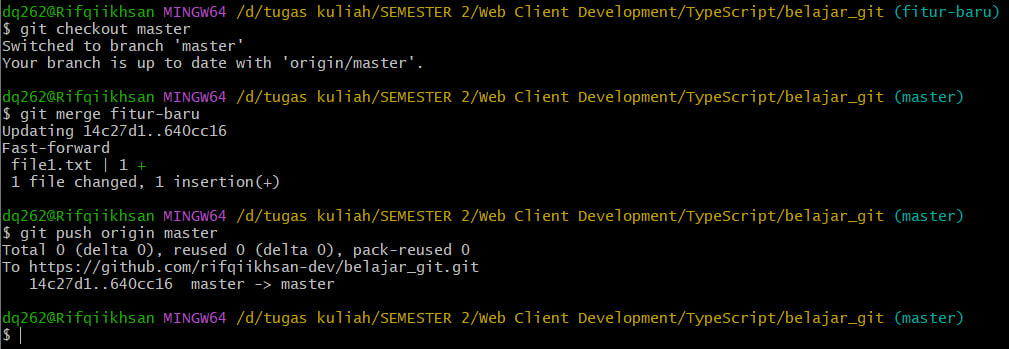 dq262@Rifqiikhsan MINGW64 /d/tugas kuliah/SEMESTER 2/Web Client Development/TypeScript/belajar_git (fitur-baru)
$ git checkout master
Switched to branch 'master'
Your branch is up to date with 'origin/master'.
dq262@Rifqiikhsan MINGW64 /d/tugas kuliah/SEMESTER 2/Web Client Development/TypeScript/belajar_git (master)
$ git merge fitur-baru
Updating 14c27d1..640cc16
Fast-forward
 file1.txt | 1 +
 1 file changed, 1 insertion(+)
dq262@Rifqiikhsan MINGW64 /d/tugas kuliah/SEMESTER 2/Web Client Development/TypeScript/belajar_git (master)
$ git push origin master
Total 0 (delta 0), reused 0 (delta 0), pack-reused 0
To https://github.com/rifqiikhsan-dev/belajar_git.git
   14c27d1..640cc16  master -> master
dq262@Rifqiikhsan MINGW64 /d/tugas kuliah/SEMESTER 2/Web Client Development/TypeScript/belajar_git (master)
$